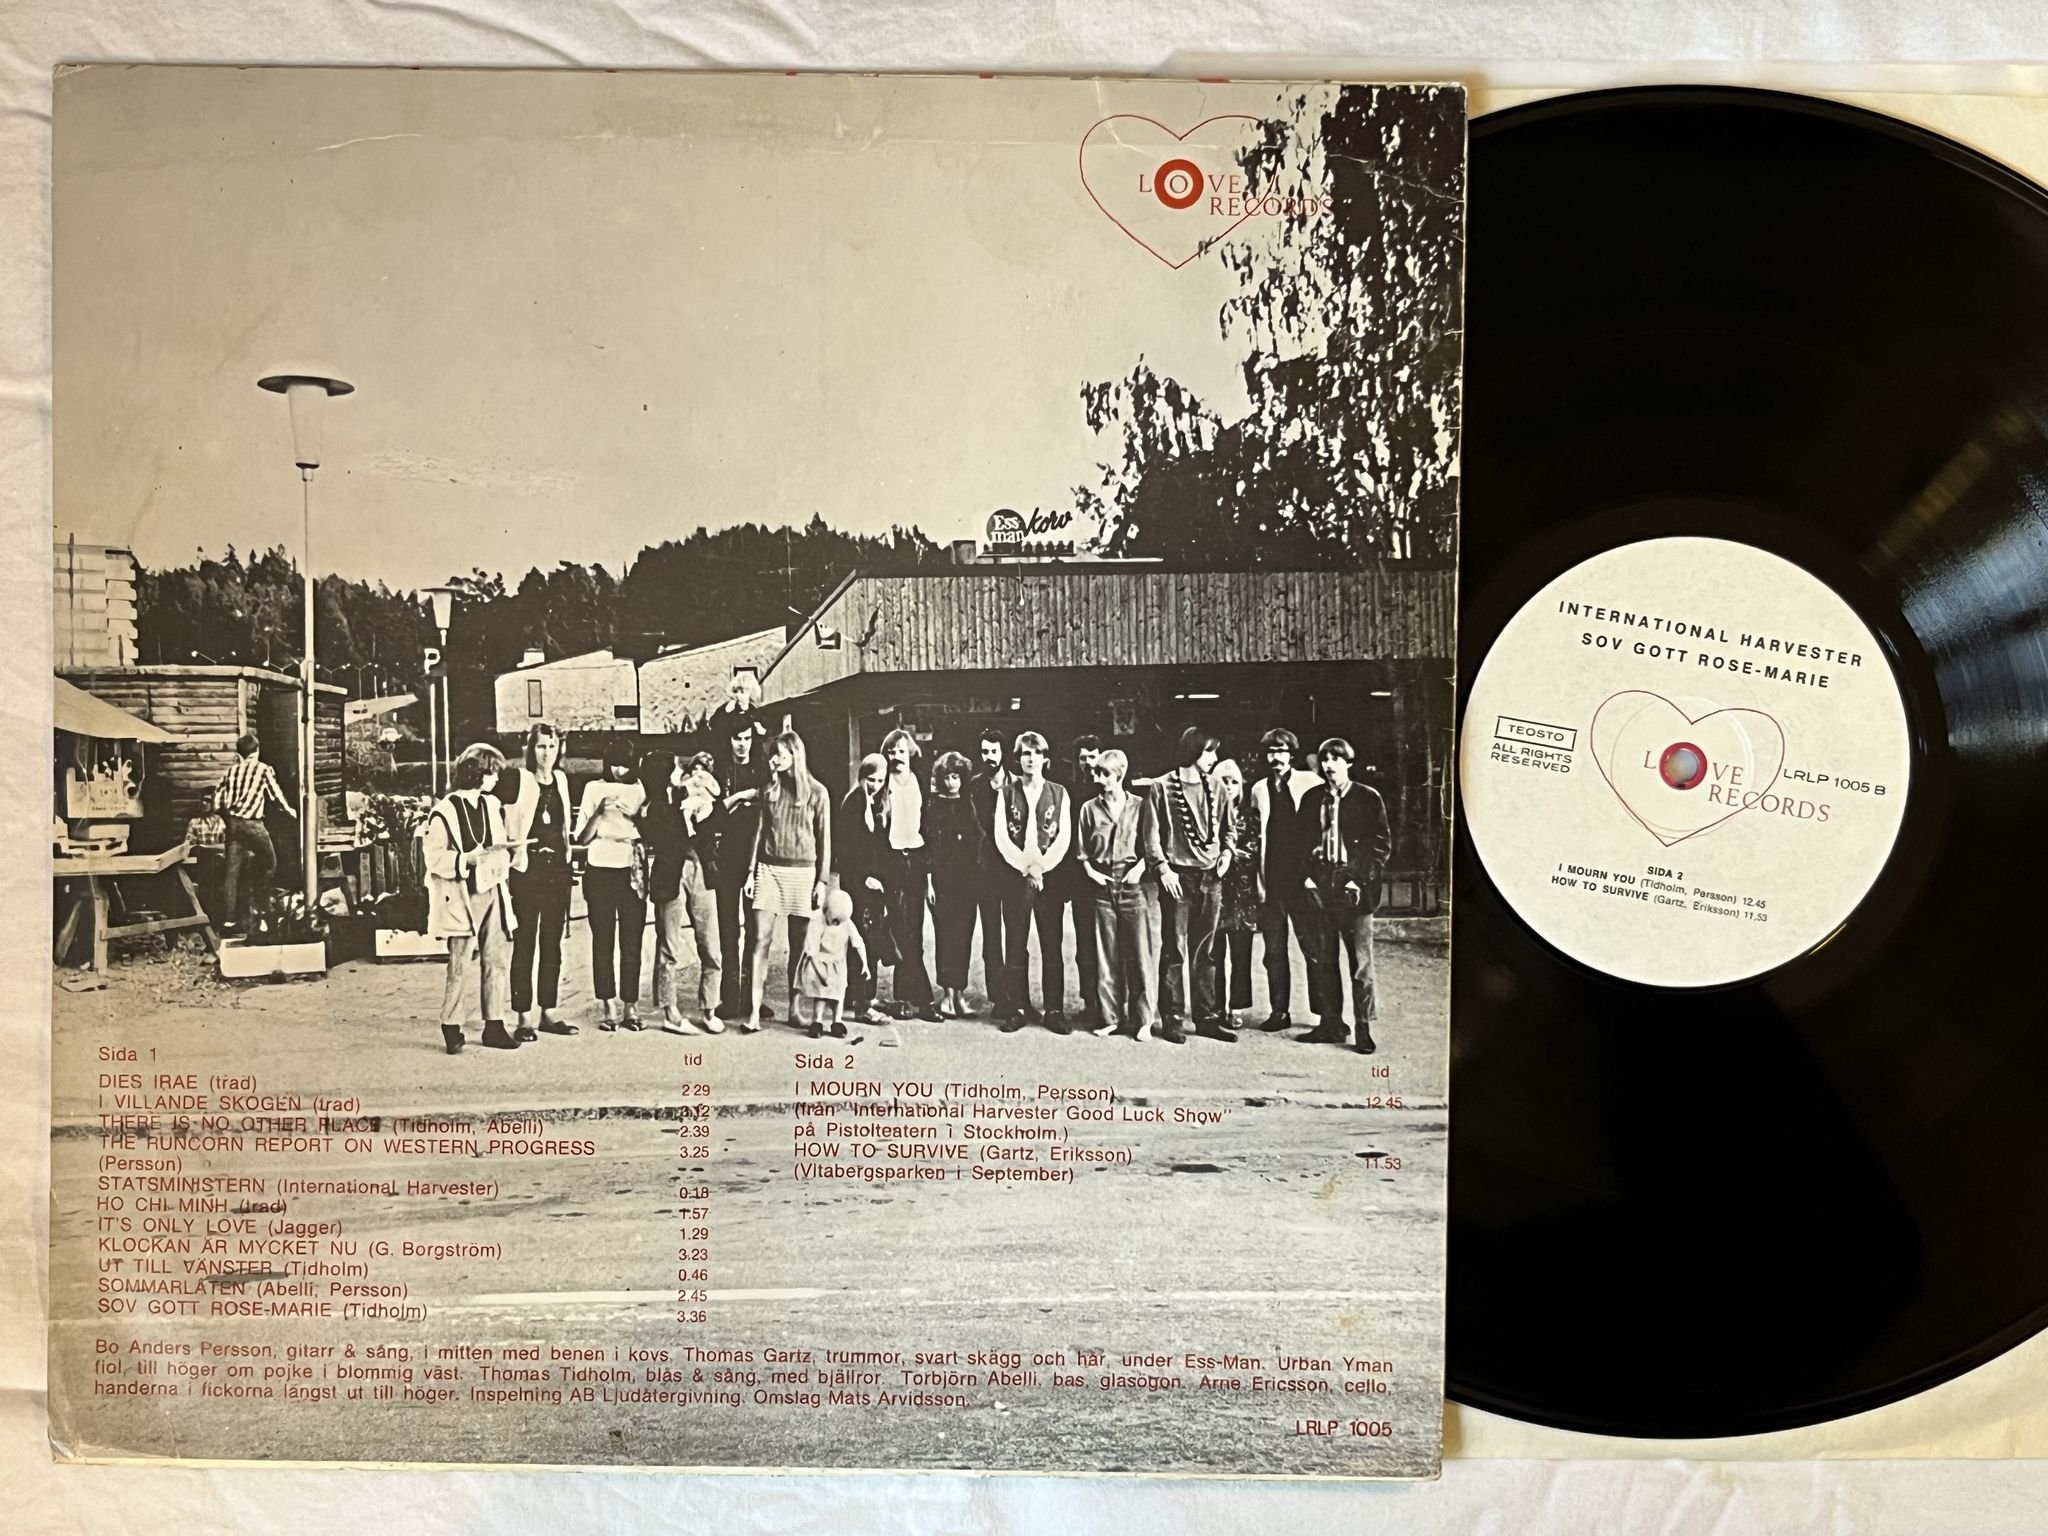 LOVE
RECORDS
Ess
man korv
P
Sida 1 tid
DIES IRAE (trad) 2 29
I VILLANDE SKOGEN (trad) 3.12
THERE IS NO OTHER PLACE (Tidholm, Abelli) 2.39
THE RUNCORN REPORT ON WESTERN PROGRESS 3.25
(Persson)
STATSMINISTERN (International Harvester) 0.18
HO CHI MINH (trad) 1.57
IT'S ONLY LOVE (Jagger) 1.29
KLOCKAN ÄR MYCKET NU (G. Borgström) 3.23
UT TILL VÄNSTER (Tidholm) 0.46
SOMMARLÅTEN (Abelli, Persson) 2.45
SOV GOTT ROSE-MARIE (Tidholm) 3.36
Sida 2 tid
I MOURN YOU (Tidholm, Persson) 12.45
(från "International Harvester Good Luck Show"
på Pistolteatern i Stockholm.)
HOW TO SURVIVE (Gartz, Eriksson) 11.53
(Vitabergsparken i September)
Bo Anders Persson, gitarr & sång, i mitten med benen i kovs. Thomas Gartz, trummor, svart skägg och hår, under Ess-Man. Urban Yman
fiol, till höger om pojke i blommig väst. Thomas Tidholm, blås & sång, med bjällror. Torbjörn Abelli, bas, glasögon. Arne Ericsson, cello,
handerna i fickorna längst ut till höger. Inspelning AB Ljudåtergivning. Omslag Mats Arvidsson.
LRLP 1005
INTERNATIONAL HARVESTER
SOV GOTT ROSE-MARIE
TEOSTO
ALL RIGHTS
RESERVED
LOVE
RECORDS
LRLP 1005 B
SIDA 2
I MOURN YOU (Tidholm, Persson) 12.45
HOW TO SURVIVE (Gartz, Eriksson) 11,53